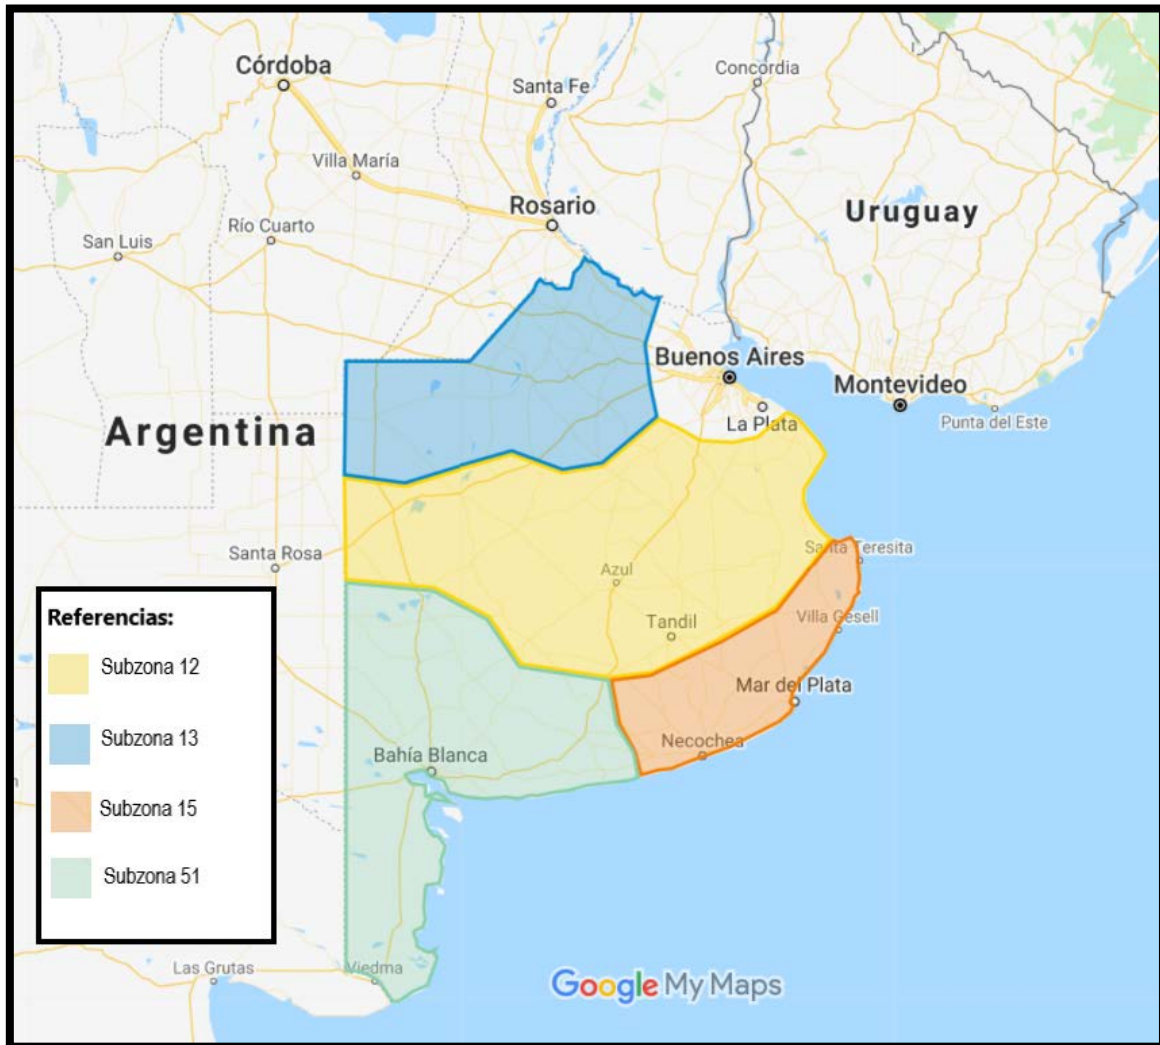 Córdoba
Santa Fe
Concordia
Villa María
Rosario
Uruguay
Río Cuarto
San Luis
Buenos Aires
Montevideo
La Plata
Punta del Este
Argentina
Santa Teresita
Santa Rosa
Azul
Villa Gesell
Tandil
Mar del Plata
Necochea
Bahía Blanca
Referencias:
Subzona 12
Subzona 13
Subzona 15
Subzona 51
Las Grutas
Viedma
Google My Maps